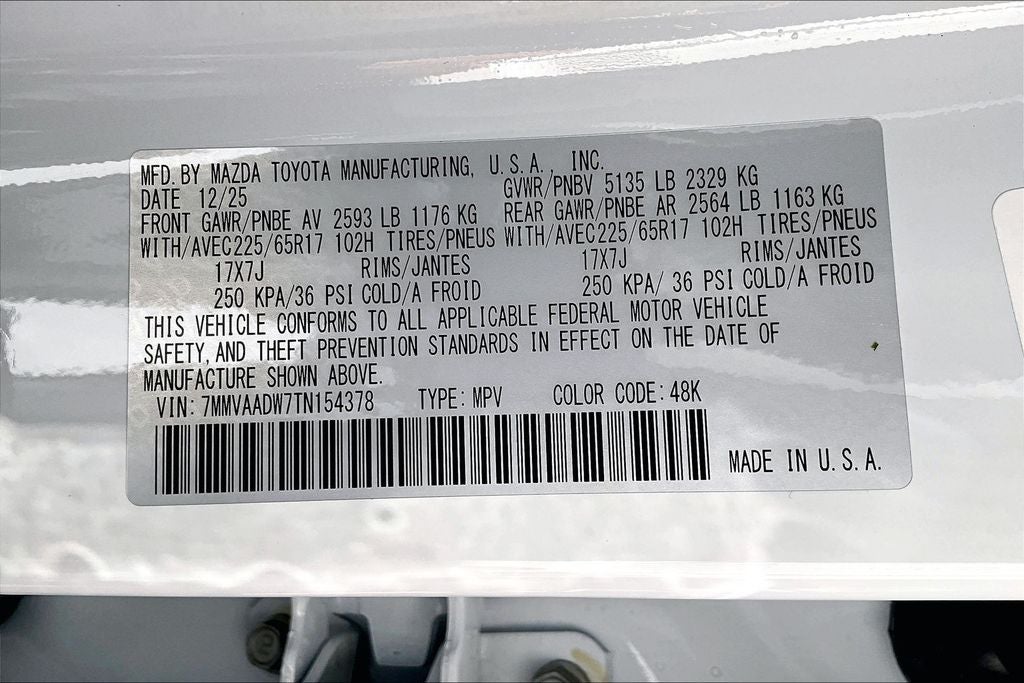 MFD. BY MAZDA TOYOTA MANUFACTURING, U.S.A., INC.
DATE 12/25 GVWR/PNBV 5135 LB 2329 KG
FRONT GAWR/PNBE AV 2593 LB 1176 KG REAR GAWR/PNBE AR 2564 LB 1163 KG
WITH/AVEC225/65R17 102H TIRES/PNEUS WITH/AVEC225/65R17 102H TIRES/PNEUS
17X7J RIMS/JANTES 17X7J RIMS/JANTES
250 KPA/36 PSI COLD/A FROID 250 KPA/ 36 PSI COLD/A FROID
THIS VEHICLE CONFORMS TO ALL APPLICABLE FEDERAL MOTOR VEHICLE
SAFETY, AND THEFT PREVENTION STANDARDS IN EFFECT ON THE DATE OF
MANUFACTURE SHOWN ABOVE.
VIN: 7MMVAADW7TN154378 TYPE: MPV COLOR CODE: 48K
MADE IN U.S.A.